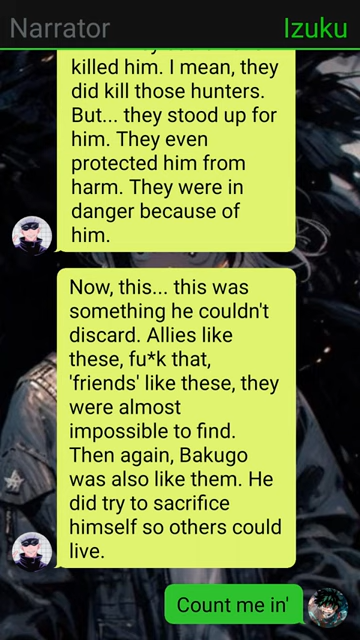 Narrator Izuku
killed him. I mean, they
did kill those hunters.
But... they stood up for
him. They even
protected him from
harm. They were in
danger because of
him.
Now, this... this was
something he couldn't
discard. Allies like
these, fu*k that,
'friends' like these, they
were almost
impossible to find.
Then again, Bakugo
was also like them. He
did try to sacrifice
himself so others could
live.
Count me in'